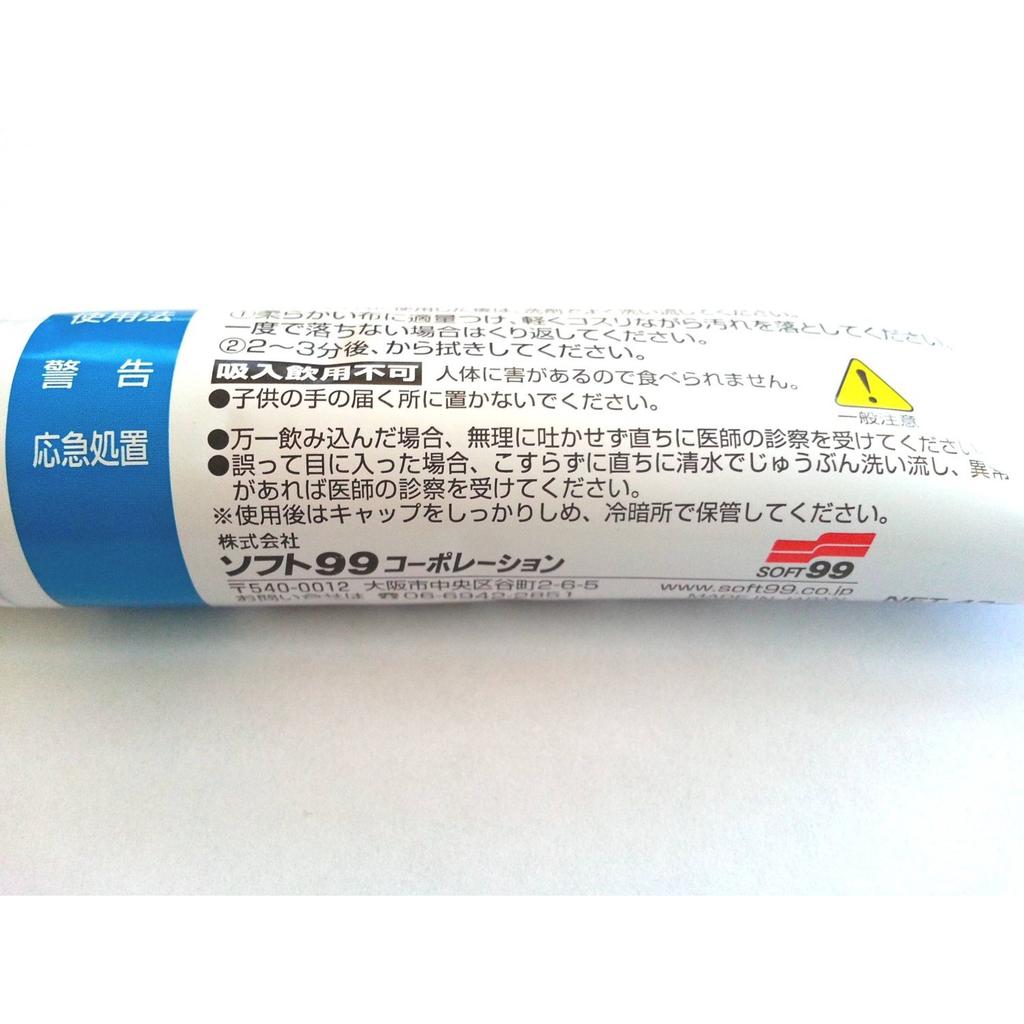 使用法
①柔らかい布に適量つけ、軽くコスリながら汚れを落としてください。
一度で落ちない場合はくり返してください。
②2〜3分後、から拭きしてください。
警告
吸入飲用不可 人体に害があるので食べられません。
●子供の手の届く所に置かないでください。
一般注意
応急処置
●万一飲み込んだ場合、無理に吐かせず直ちに医師の診察を受けてください
●誤って目に入った場合、こすらずに直ちに清水でじゅうぶん洗い流し、異常
があれば医師の診察を受けてください。
※使用後はキャップをしっかりしめ、冷暗所で保管してください。
株式会社
ソフト99コーポレーション
SOFT99
〒540-0012 大阪市中央区谷町2-6-5
www.soft99.co.jp
お問い合せは ☎06-6942-2851
MADE IN JAPAN
NET